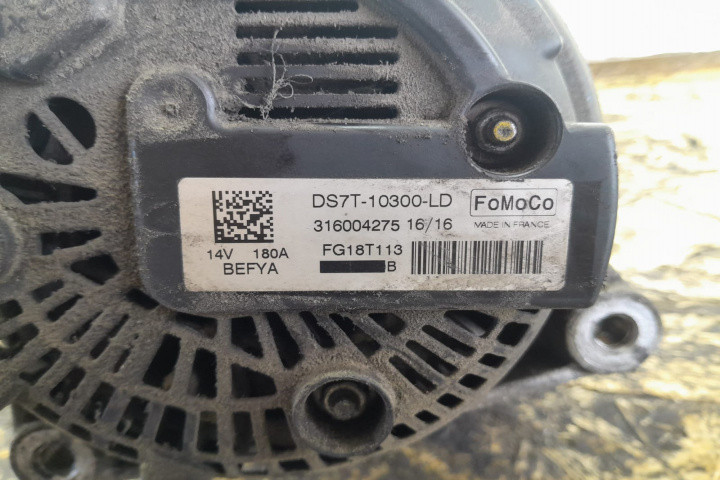 DS7T-10300-LD FoMoCo
316004275 16/16 MADE IN FRANCE
14V 180A FG18T113
BEFYA B